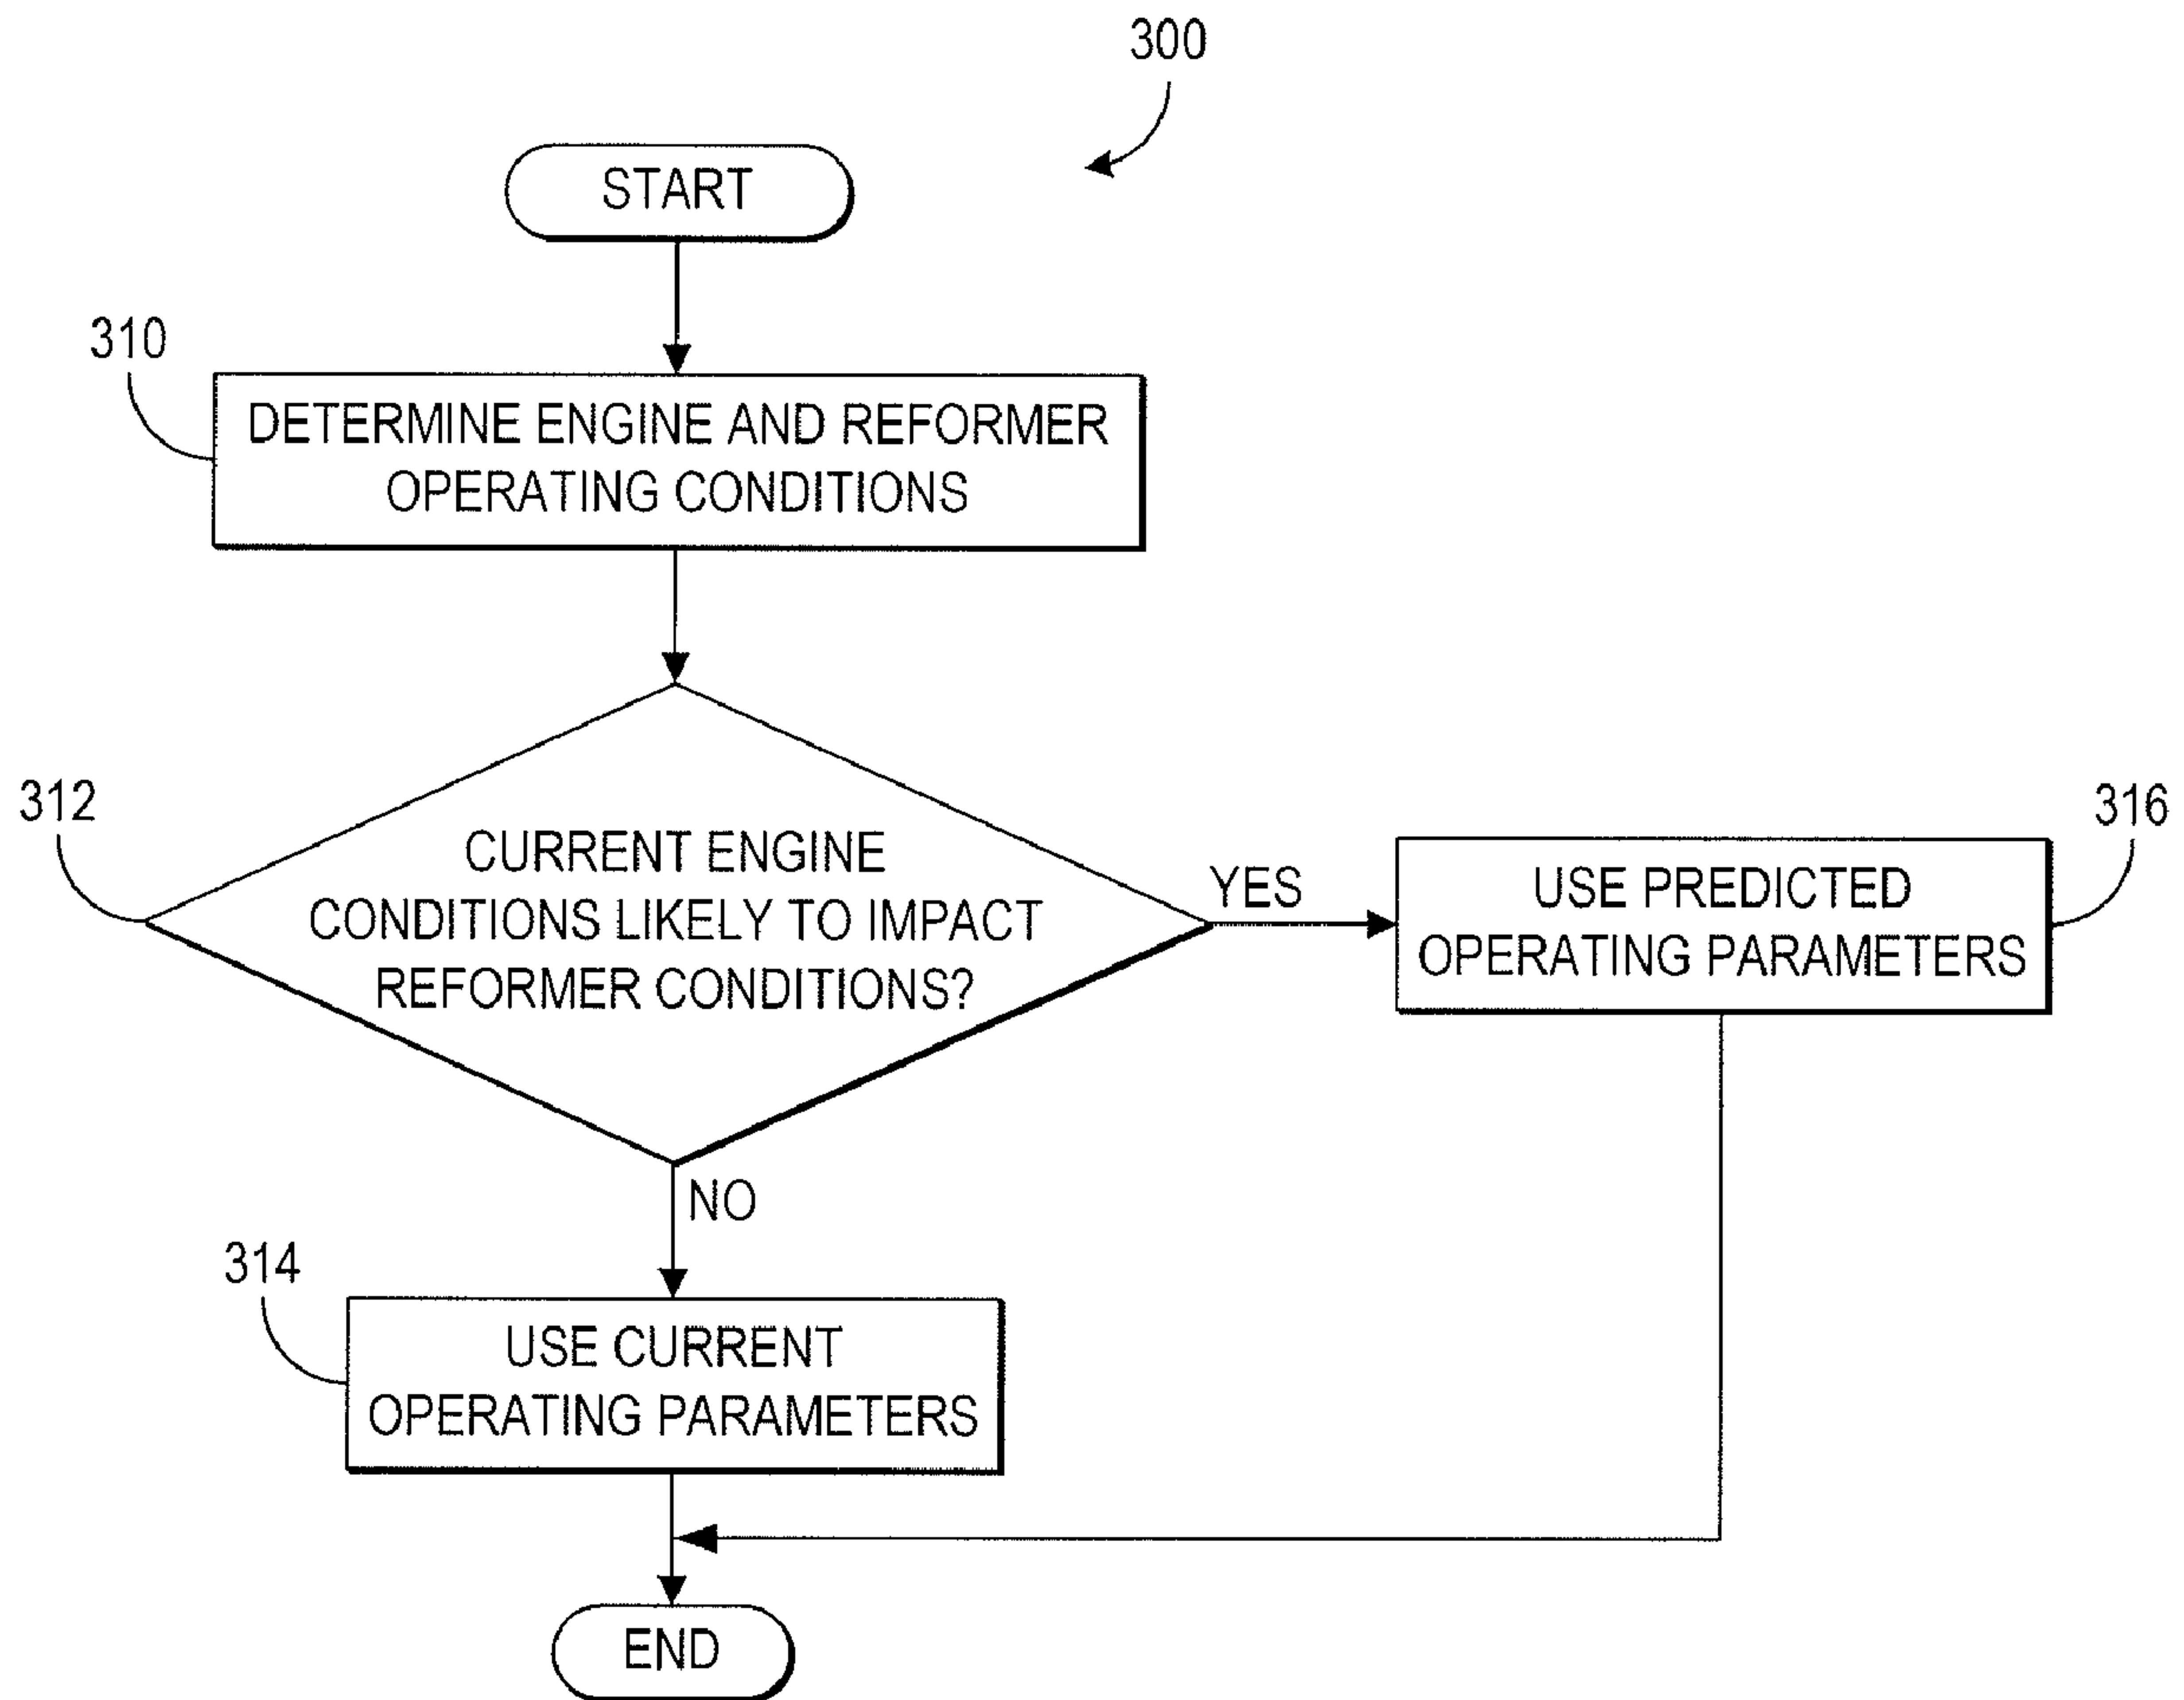 300
START
310
DETERMINE ENGINE AND REFORMER
OPERATING CONDITIONS
312
CURRENT ENGINE
CONDITIONS LIKELY TO IMPACT
REFORMER CONDITIONS?
YES
316
USE PREDICTED
OPERATING PARAMETERS
NO
314
USE CURRENT
OPERATING PARAMETERS
END